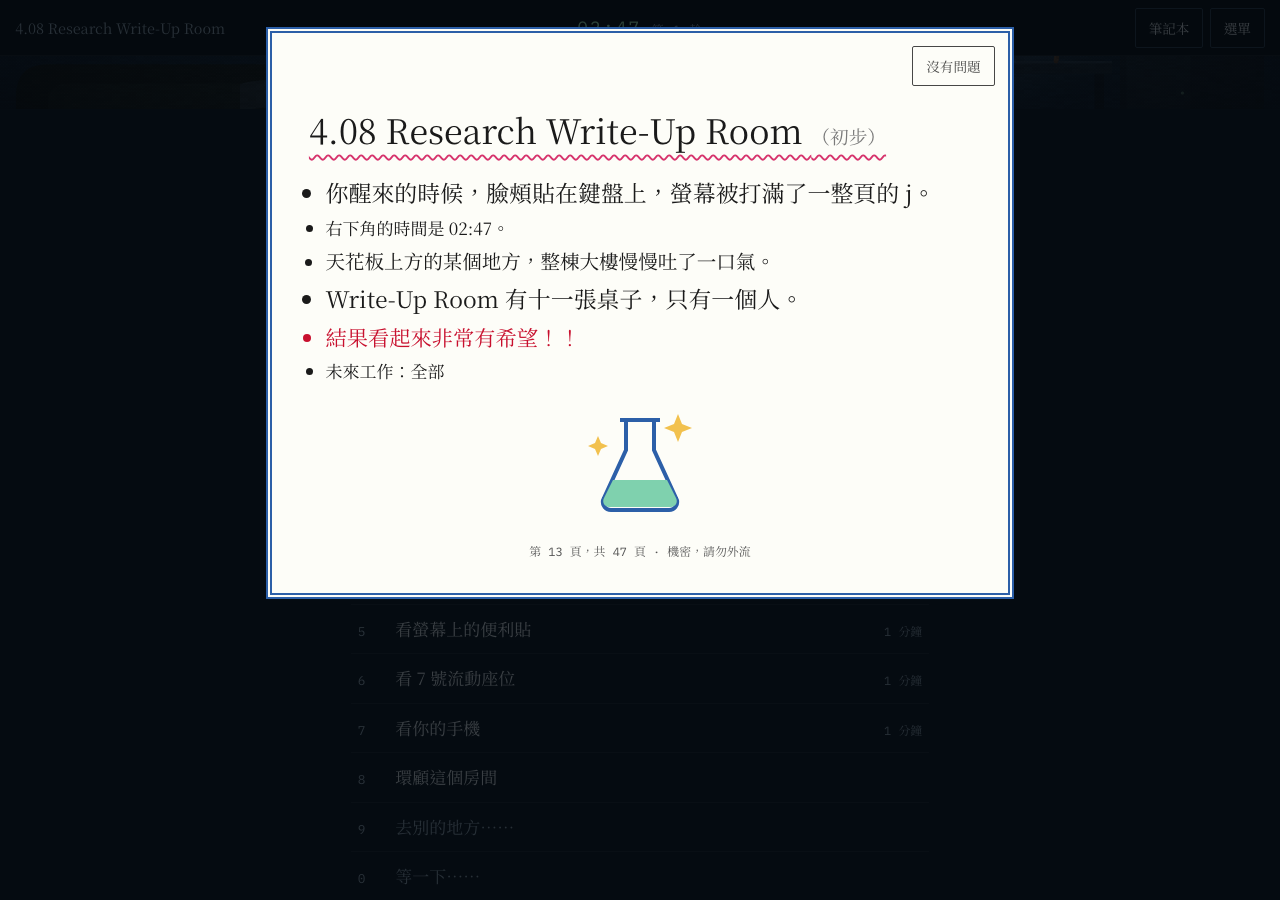 4.08 Research Write-Up Room
02:47
筆記本
選單
沒有問題
4.08 Research Write-Up Room （初步）
你醒來的時候，臉頰貼在鍵盤上，螢幕被打滿了一整頁的 j。
右下角的時間是 02:47。
天花板上方的某個地方，整棟大樓慢慢吐了一口氣。
Write-Up Room 有十一張桌子，只有一個人。
結果看起來非常有希望！！
未來工作：全部
第 13 頁，共 47 頁 · 機密，請勿外流
5 看螢幕上的便利貼 1 分鐘
6 看 7 號流動座位 1 分鐘
7 看你的手機 1 分鐘
8 環顧這個房間
9 去別的地方……
0 等一下……